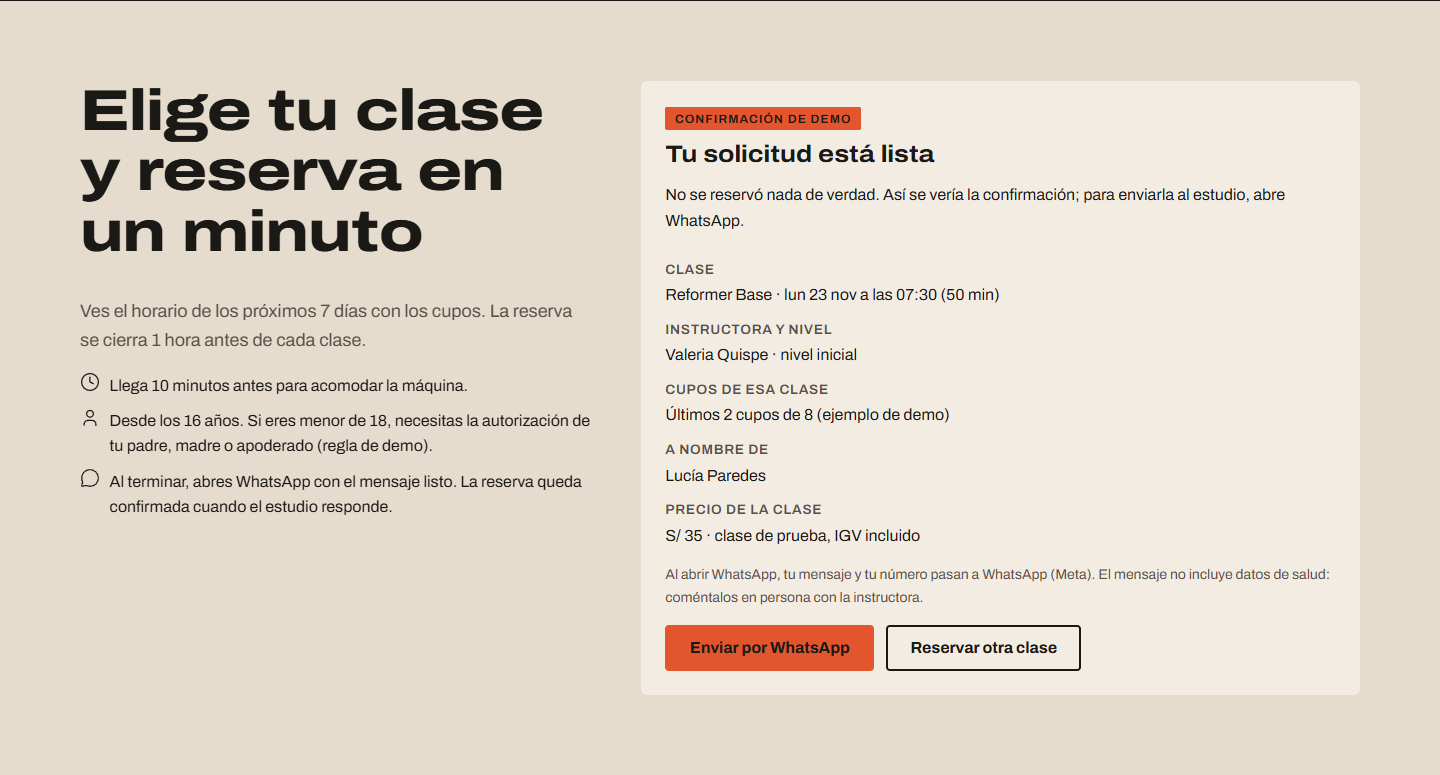 Elige tu clase
y reserva en
un minuto
Ves el horario de los próximos 7 días con los cupos. La reserva
se cierra 1 hora antes de cada clase.
Llega 10 minutos antes para acomodar la máquina.
Desde los 16 años. Si eres menor de 18, necesitas la autorización de
tu padre, madre o apoderado (regla de demo).
Al terminar, abres WhatsApp con el mensaje listo. La reserva queda
confirmada cuando el estudio responde.
CONFIRMACIÓN DE DEMO
Tu solicitud está lista
No se reservó nada de verdad. Así se vería la confirmación; para enviarla al estudio, abre
WhatsApp.
CLASE
Reformer Base · lun 23 nov a las 07:30 (50 min)
INSTRUCTORA Y NIVEL
Valeria Quispe · nivel inicial
CUPOS DE ESA CLASE
Últimos 2 cupos de 8 (ejemplo de demo)
A NOMBRE DE
Lucía Paredes
PRECIO DE LA CLASE
S/ 35 · clase de prueba, IGV incluido
Al abrir WhatsApp, tu mensaje y tu número pasan a WhatsApp (Meta). El mensaje no incluye datos de salud:
coméntalos en persona con la instructora.
Enviar por WhatsApp
Reservar otra clase